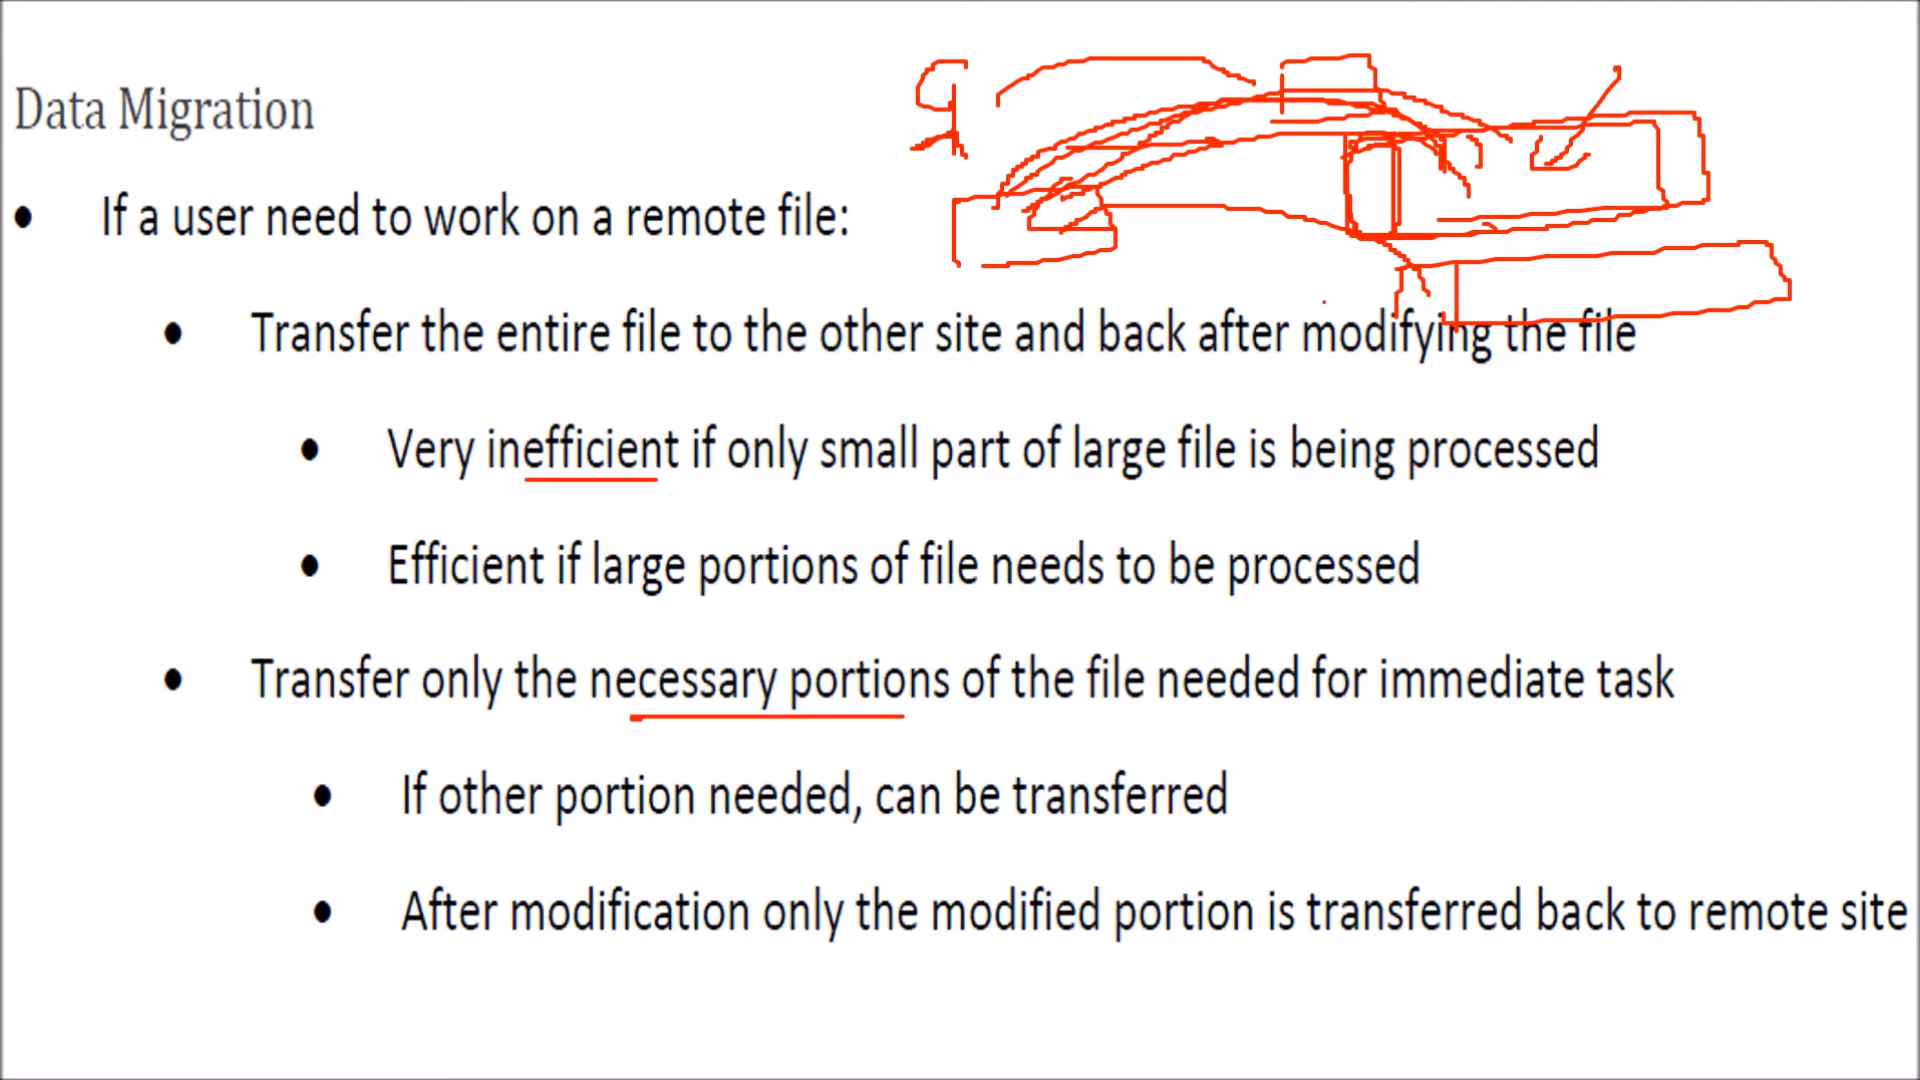 Data Migration
• If a user need to work on a remote file:
• Transfer the entire file to the other site and back after modifying the file
• Very inefficient if only small part of large file is being processed
• Efficient if large portions of file needs to be processed
• Transfer only the necessary portions of the file needed for immediate task
• If other portion needed, can be transferred
• After modification only the modified portion is transferred back to remote site